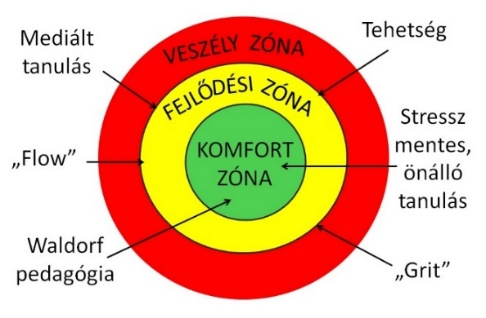 Mediált
tanulás
Tehetség
VESZÉLY ZÓNA
FEJLŐDÉSI ZÓNA
KOMFORT
ZÓNA
„Flow”
Stressz
mentes,
önálló
tanulás
Waldorf
pedagógia
„Grit”